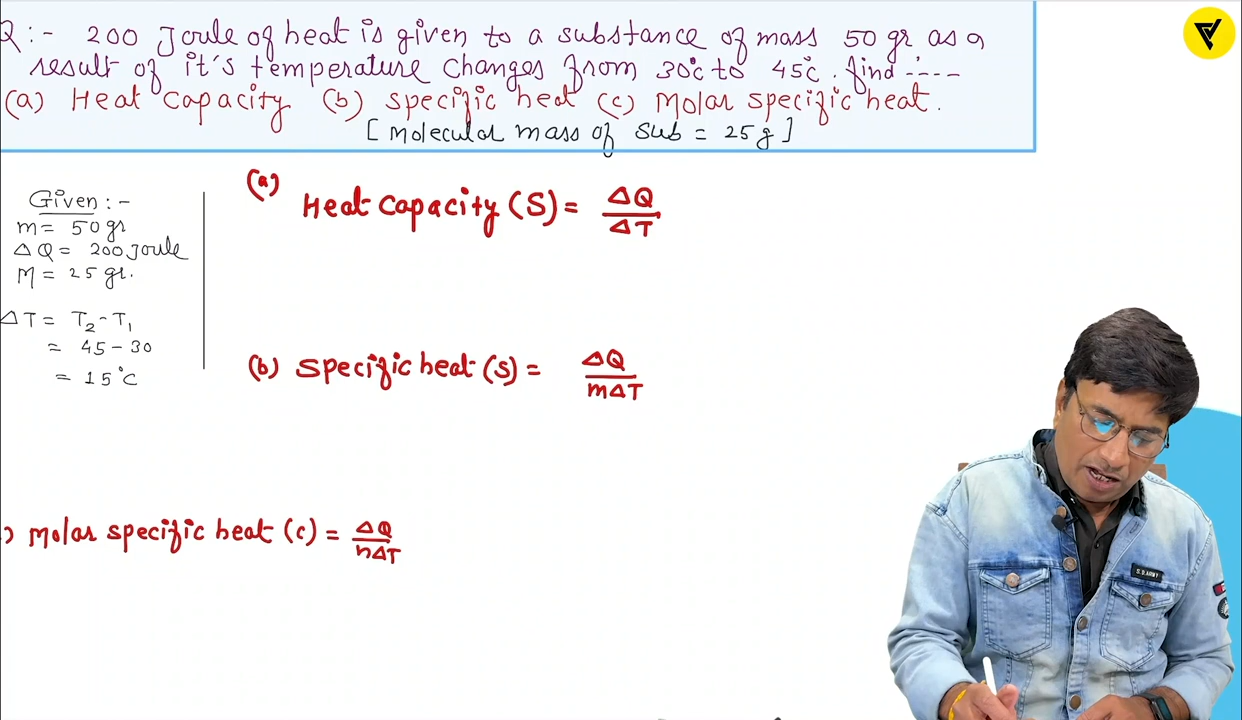 Q:- 200 Joule of heat is given to a substance of mass 50 gr as a
result of it's temperature changes from 30°C to 45°C. find -----
(a) Heat capacity (b) specific heat (c) Molar specific heat.
[Molecular mass of sub = 25g]
Given:-
m= 50gr
ΔQ= 200 Joule
M= 25 gr.
ΔT= T₂-T₁
= 45-30
= 15°C
(a)
Heat capacity (S) = ΔQ/ΔT
(b) specific heat (s) = ΔQ/mΔT
) Molar specific heat (c) = ΔQ/nΔT
S.D.ARMY